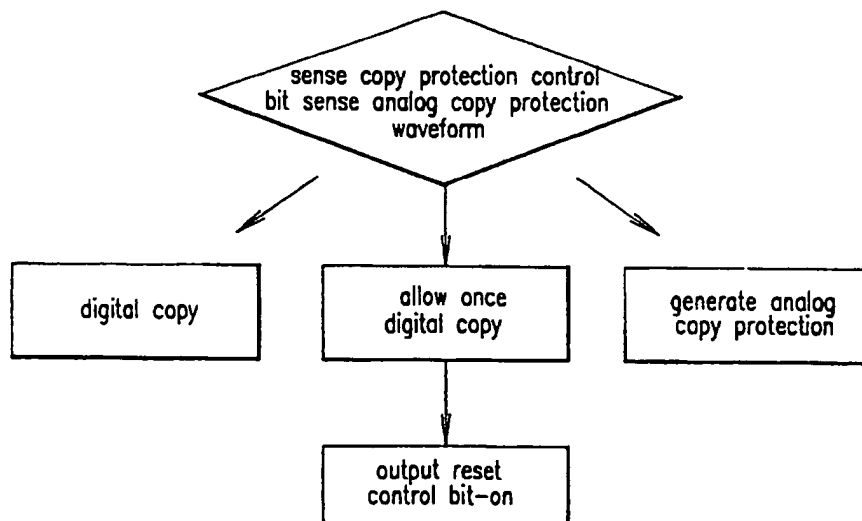 sense copy protection control
bit sense analog copy protection
waveform
digital copy
allow once
digital copy
generate analog
copy protection
output reset
control bit-on